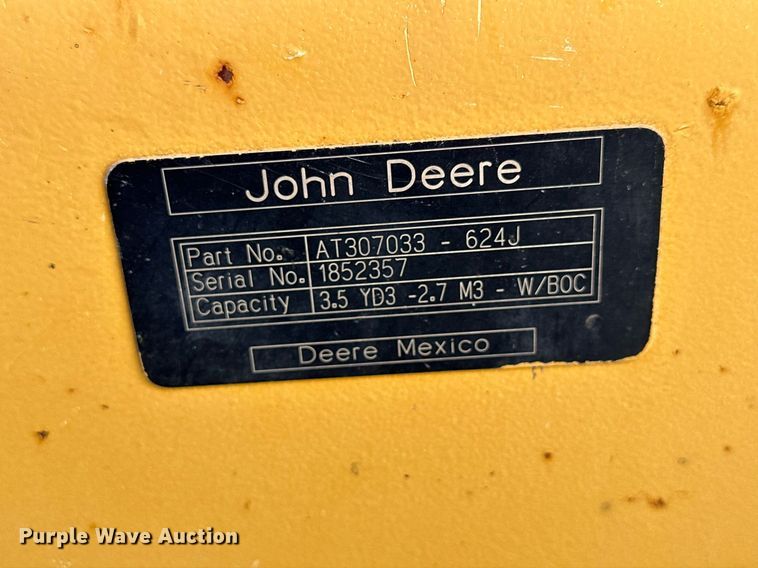 John Deere
Part No. AT307033 - 624J
Serial No. 1852357
Capacity 3.5 YD3 -2.7 M3 - W/BOC
Deere Mexico
Purple Wave Auction